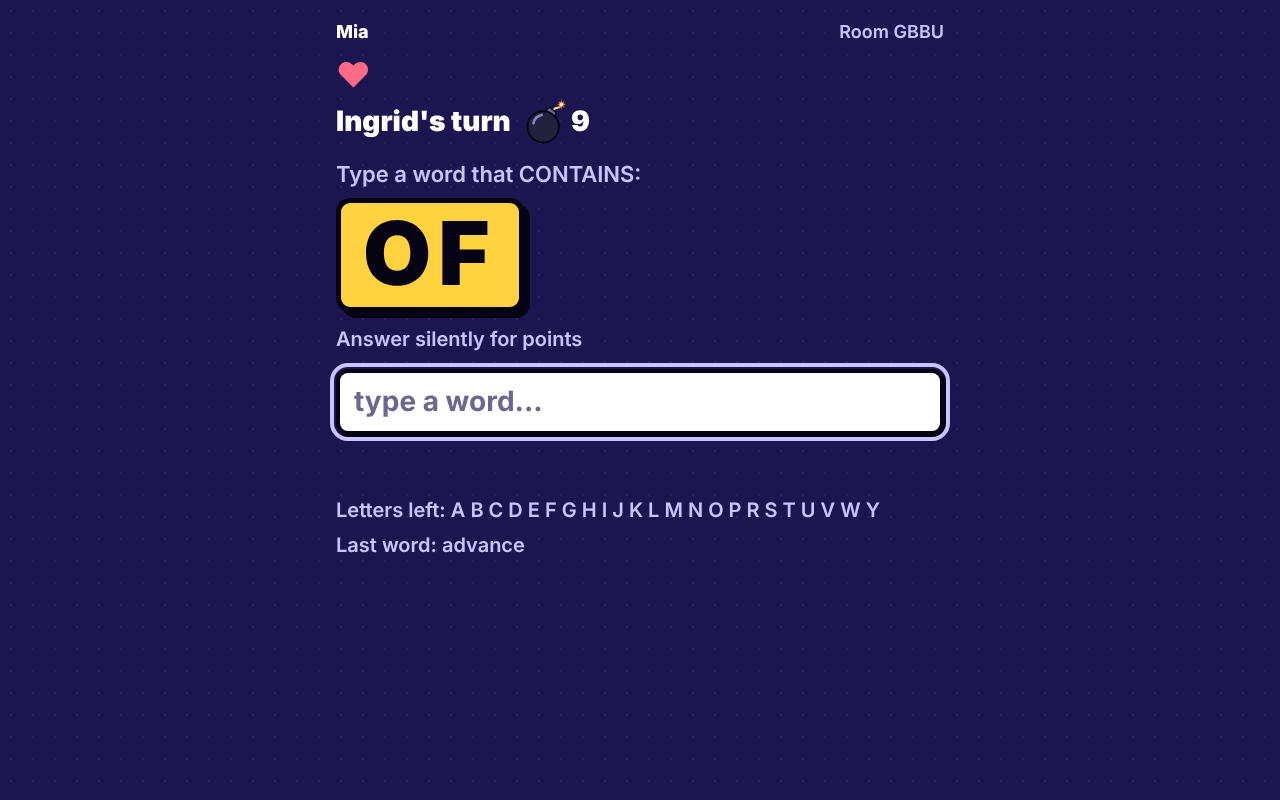 Mia Room GBBU
Ingrid's turn 9
Type a word that CONTAINS:
OF
Answer silently for points
type a word...
Letters left: A B C D E F G H I J K L M N O P R S T U V W Y
Last word: advance